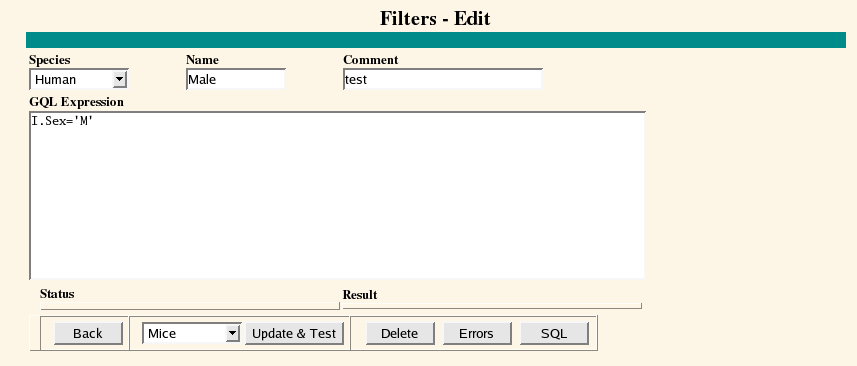 Filters - Edit
Species Name Comment
Human Male test
GQL Expression
I.Sex='M'
Status Result
Back Mice Update & Test Delete Errors SQL